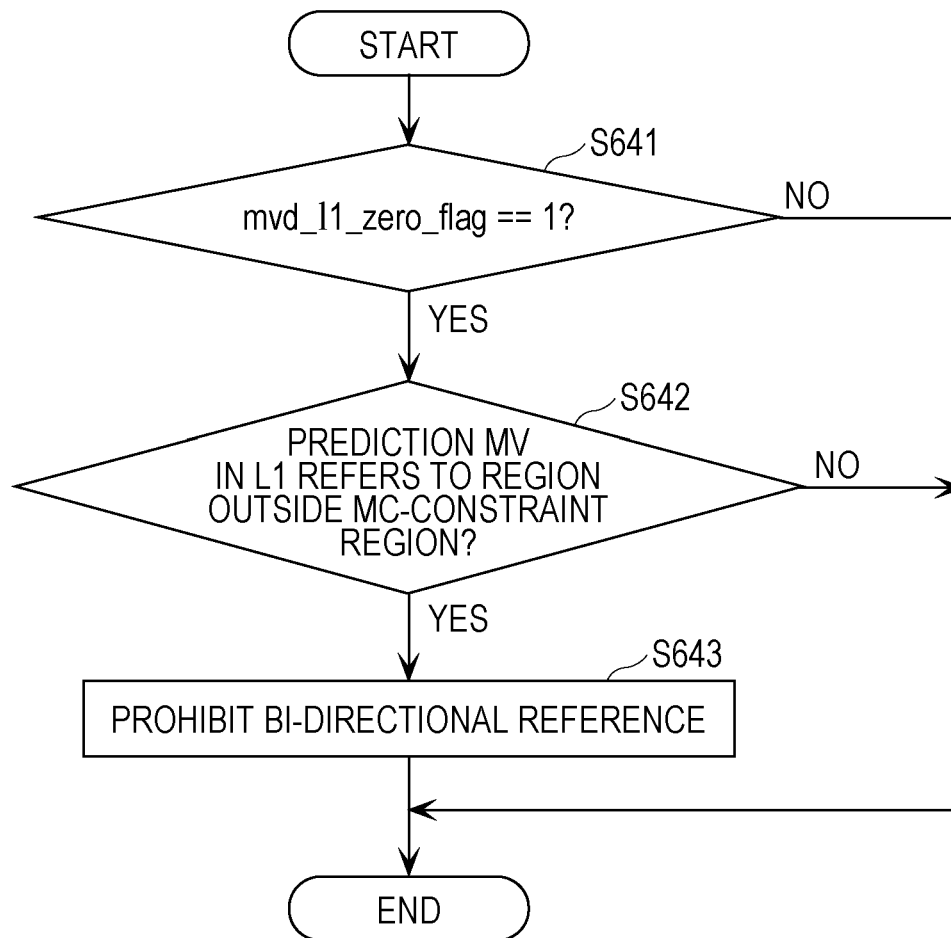 START
S641
mvd_l1_zero_flag == 1?
NO
YES
S642
PREDICTION MV
IN L1 REFERS TO REGION
OUTSIDE MC-CONSTRAINT
REGION?
NO
YES
S643
PROHIBIT BI-DIRECTIONAL REFERENCE
END